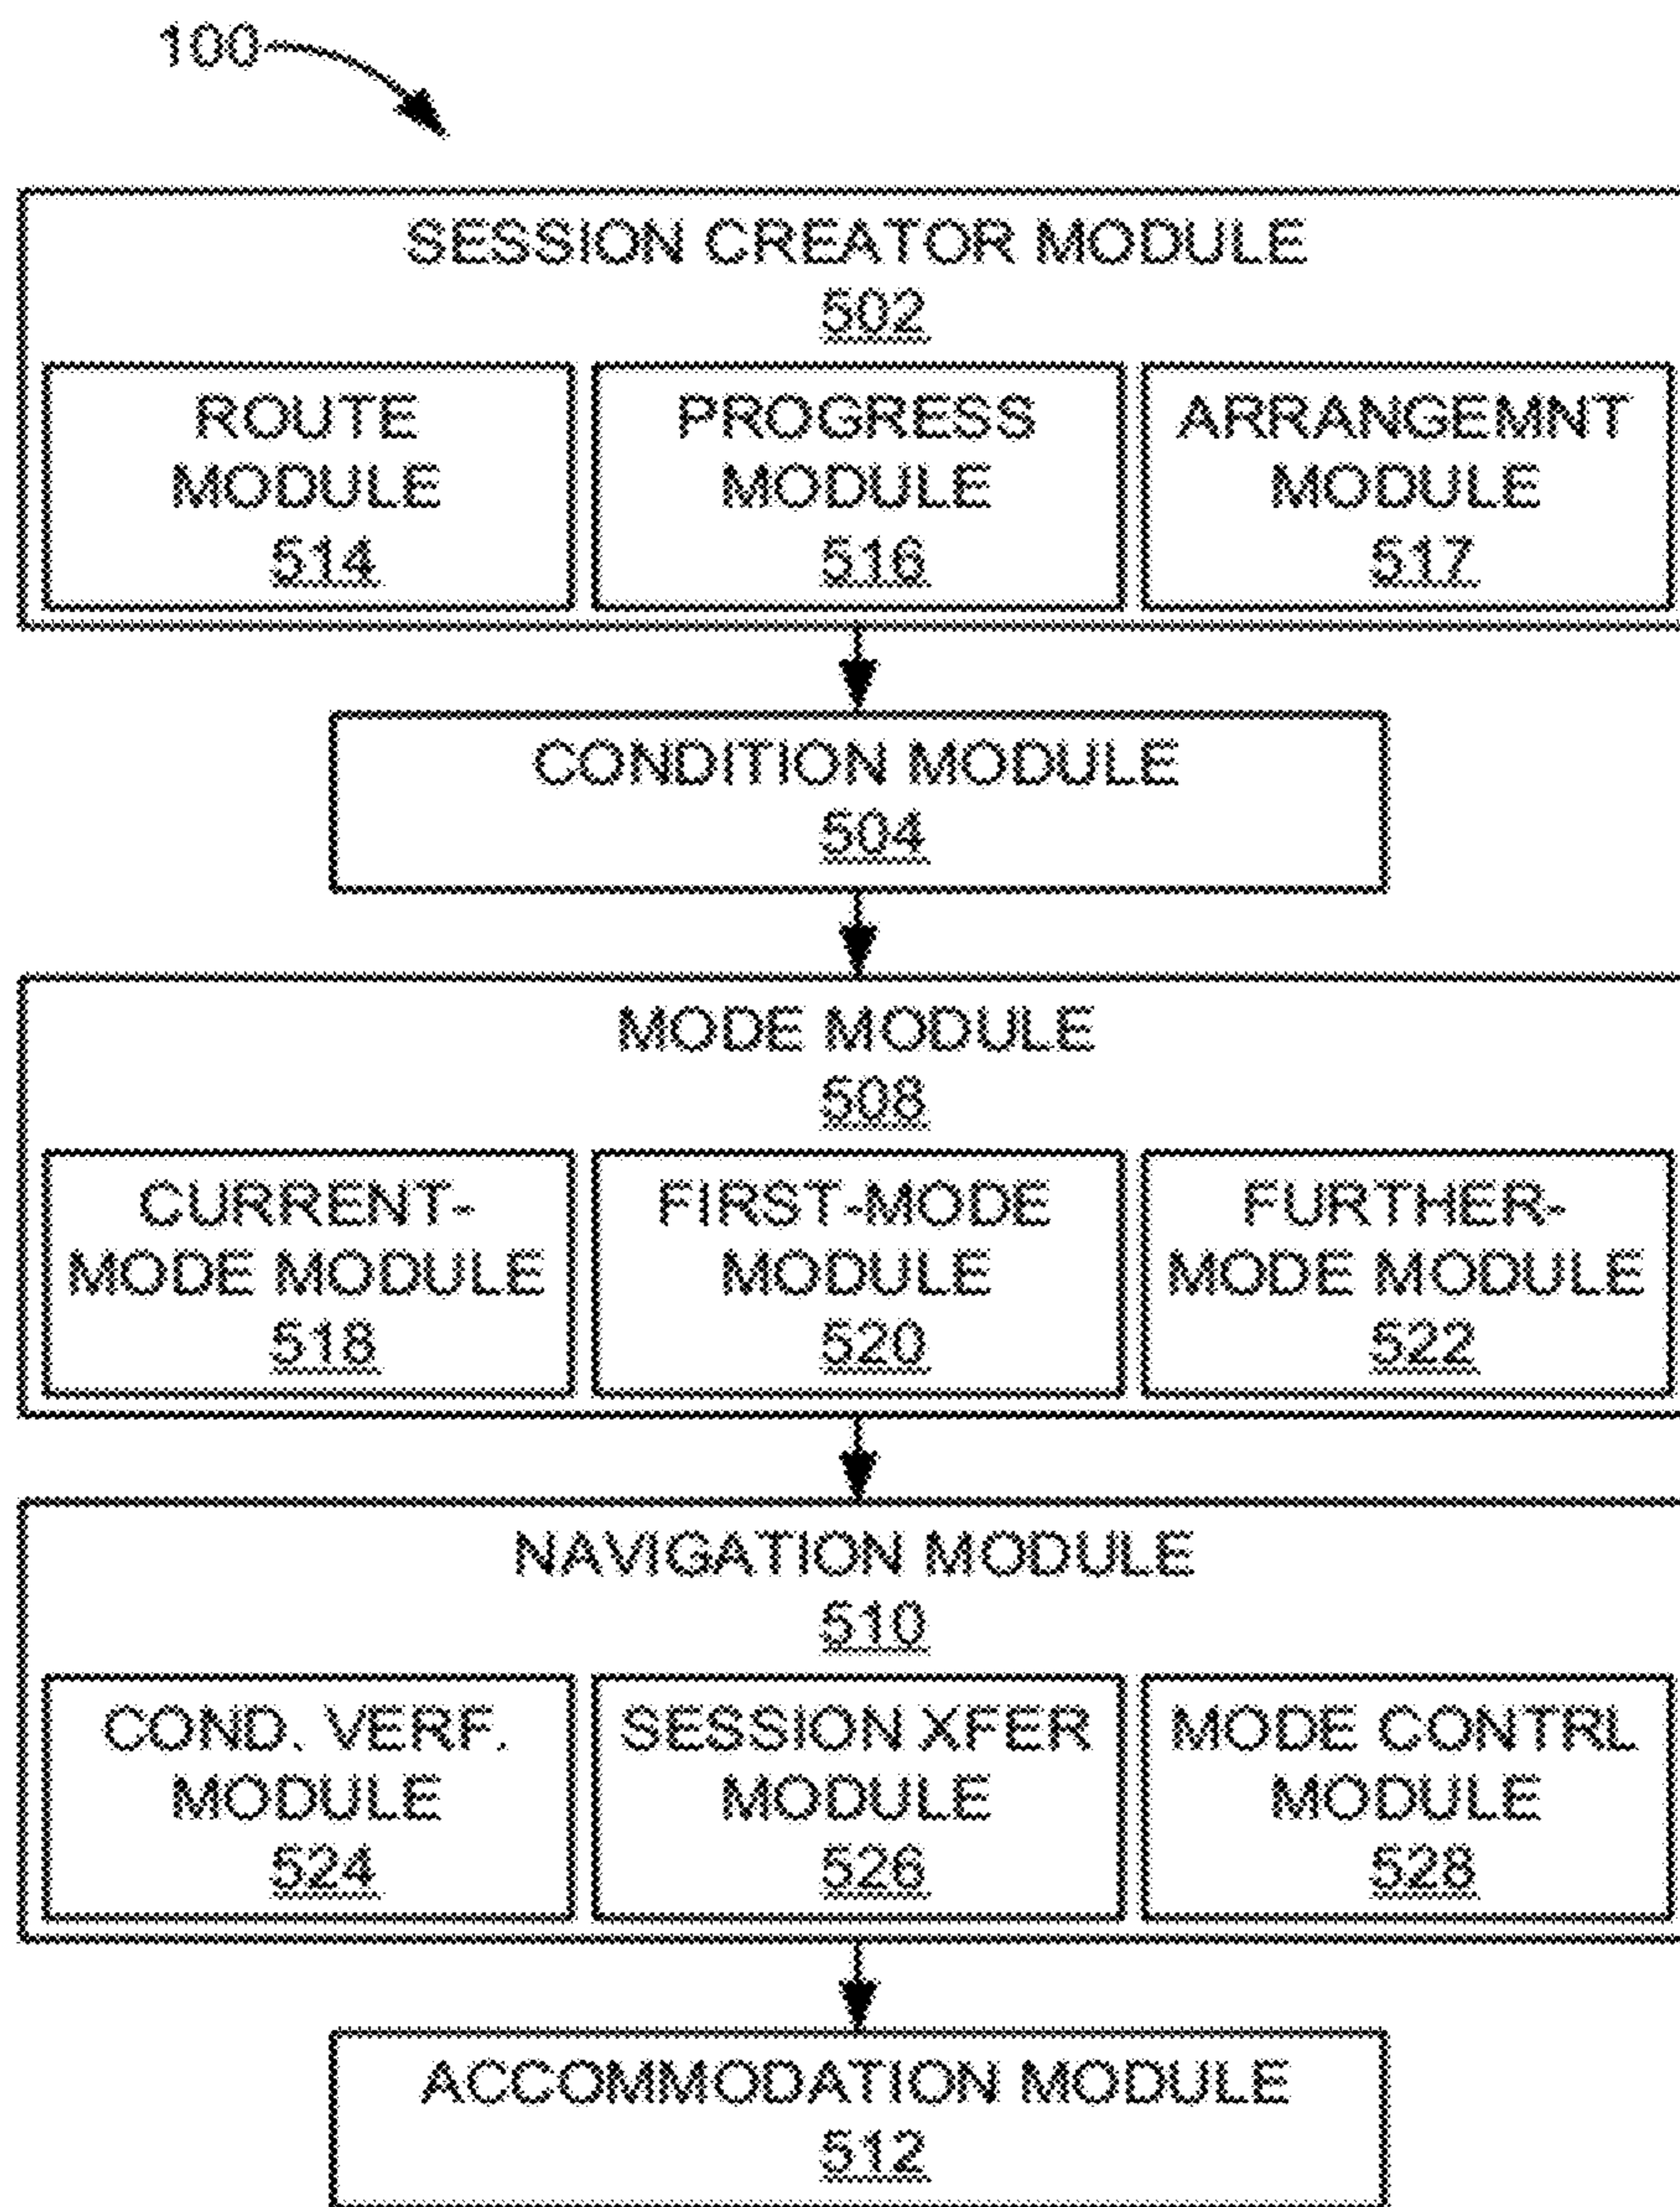 100
SESSION CREATOR MODULE
502
ROUTE
MODULE
514
PROGRESS
MODULE
516
ARRANGEMNT
MODULE
517
CONDITION MODULE
504
MODE MODULE
508
CURRENT-
MODE MODULE
518
FIRST-MODE
MODULE
520
FURTHER-
MODE MODULE
522
NAVIGATION MODULE
510
COND. VERF.
MODULE
524
SESSION XFER
MODULE
526
MODE CONTRL
MODULE
528
ACCOMMODATION MODULE
512